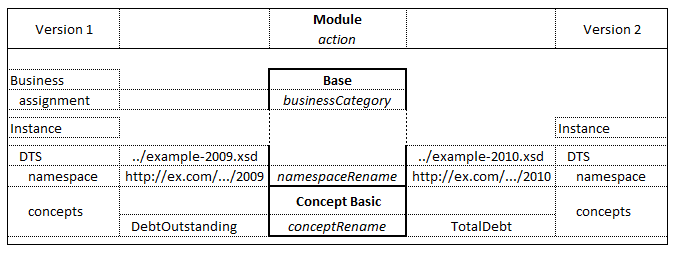 Version 1 Module Version 2
action
Business Base
assignment businessCategory
Instance Instance
DTS ../example-2009.xsd ../example-2010.xsd DTS
namespace http://ex.com/.../2009 namespaceRename http://ex.com/.../2010 namespace
Concept Basic
concepts concepts
DebtOutstanding conceptRename TotalDebt